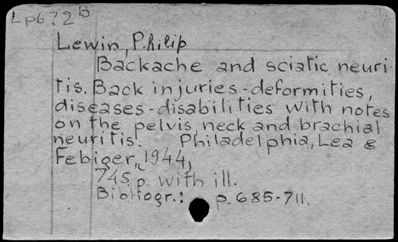 Lp672B
Lewin, Philip
Backache and sciatic neuri
tis. Back injuries-deformities,
diseases-disabilities with notes
on the pelvis, neck and brachial
neuritis. Philadelphia, Lea &
Febiger, 1944,
745 p. with ill.
Bibliogr.: p. 685-711.